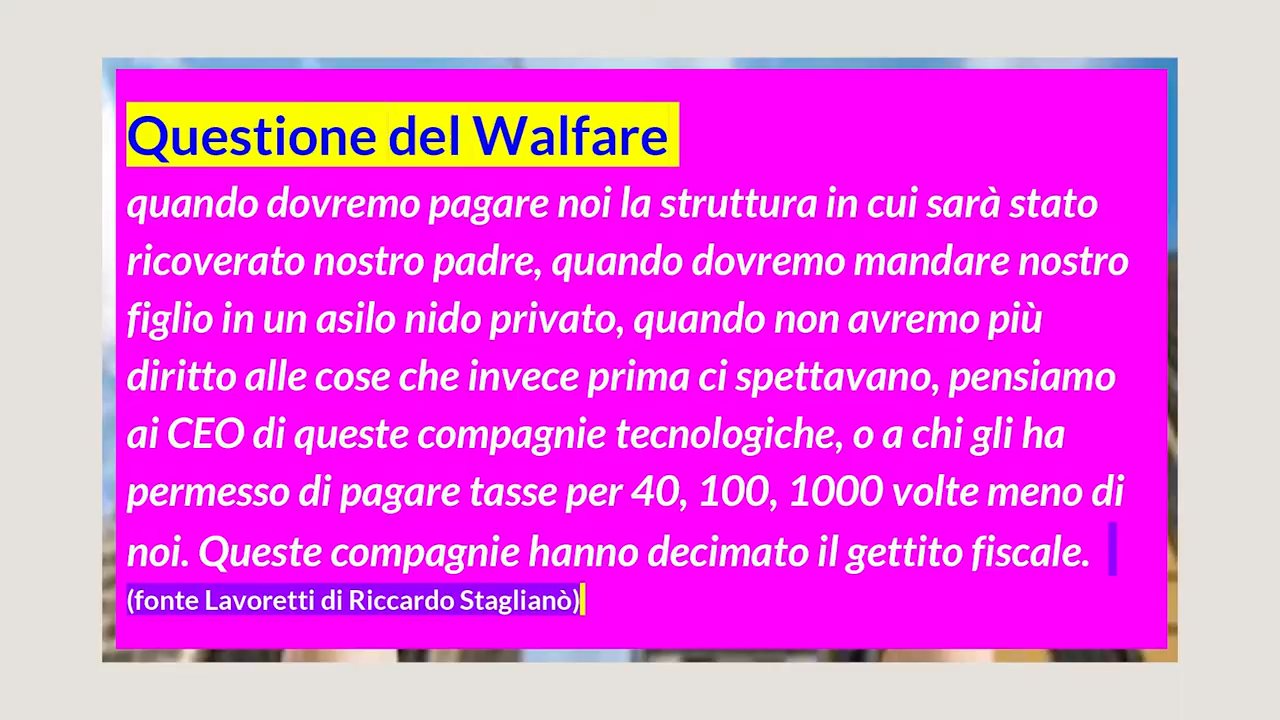 Questione del Walfare
quando dovremo pagare noi la struttura in cui sarà stato
ricoverato nostro padre, quando dovremo mandare nostro
figlio in un asilo nido privato, quando non avremo più
diritto alle cose che invece prima ci spettavano, pensiamo
ai CEO di queste compagnie tecnologiche, o a chi gli ha
permesso di pagare tasse per 40, 100, 1000 volte meno di
noi. Queste compagnie hanno decimato il gettito fiscale.
(fonte Lavoretti di Riccardo Staglianò)